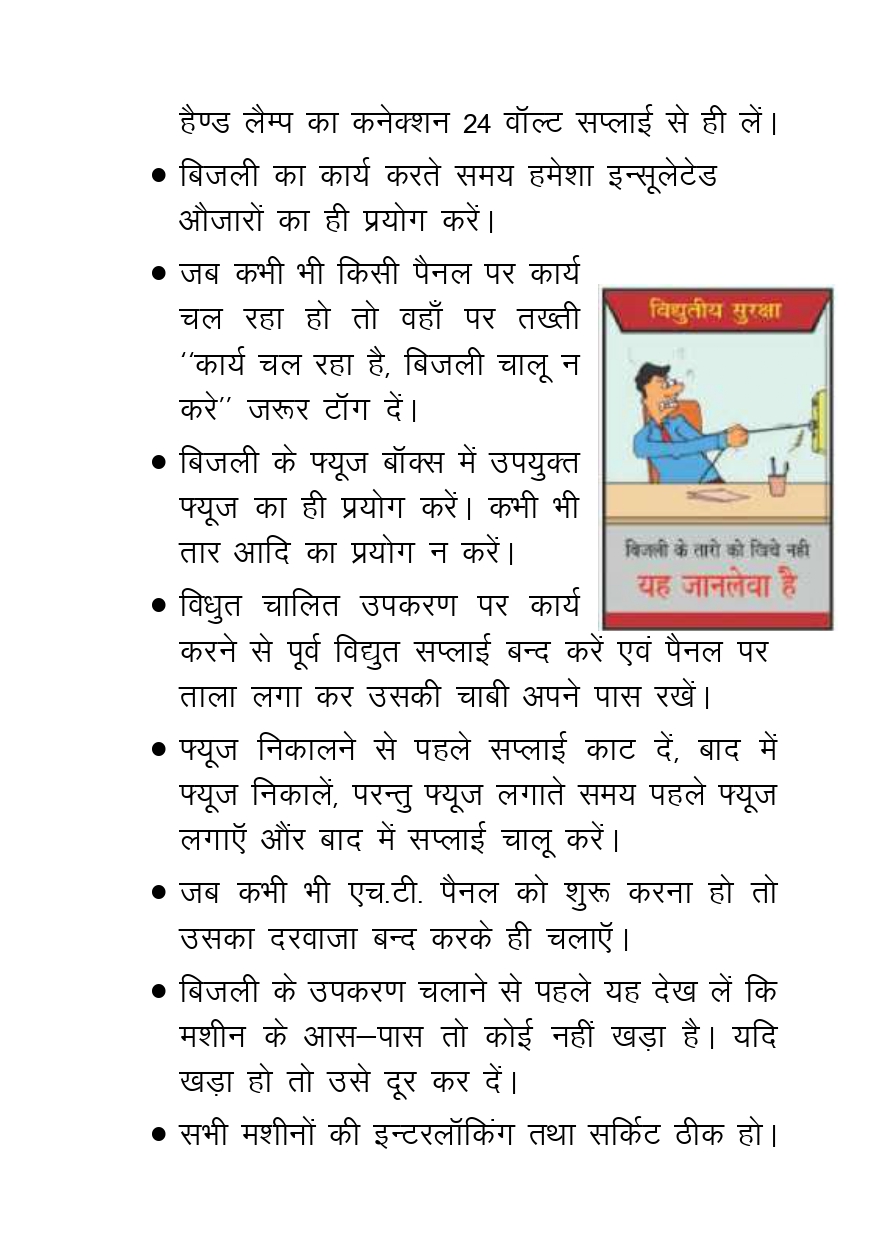 हैण्ड लैम्प का कनेक्शन 24 वॉल्ट सप्लाई से ही लें।
• बिजली का कार्य करते समय हमेशा इन्सूलेटेड
औजारों का ही प्रयोग करें।
• जब कभी भी किसी पैनल पर कार्य
चल रहा हो तो वहाँ पर तख्ती
‘‘कार्य चल रहा है, बिजली चालू न
करे’’ जरूर टॉग दें।
• बिजली के फ्यूज बॉक्स में उपयुक्त
फ्यूज का ही प्रयोग करें। कभी भी
तार आदि का प्रयोग न करें।
• विधुत चालित उपकरण पर कार्य
करने से पूर्व विद्युत सप्लाई बन्द करें एवं पैनल पर
ताला लगा कर उसकी चाबी अपने पास रखें।
• फ्यूज निकालने से पहले सप्लाई काट दें, बाद में
फ्यूज निकालें, परन्तु फ्यूज लगाते समय पहले फ्यूज
लगाऍ औंर बाद में सप्लाई चालू करें।
• जब कभी भी एच.टी. पैनल को शुरू करना हो तो
उसका दरवाजा बन्द करके ही चलाऍ।
• बिजली के उपकरण चलाने से पहले यह देख लें कि
मशीन के आस–पास तो कोई नहीं खड़ा है। यदि
खड़ा हो तो उसे दूर कर दें।
• सभी मशीनों की इन्टरलॉकिंग तथा सर्किट ठीक हो।
विद्युतीय सुरक्षा
बिजली के तारो को खिचे नही
यह जानलेवा है